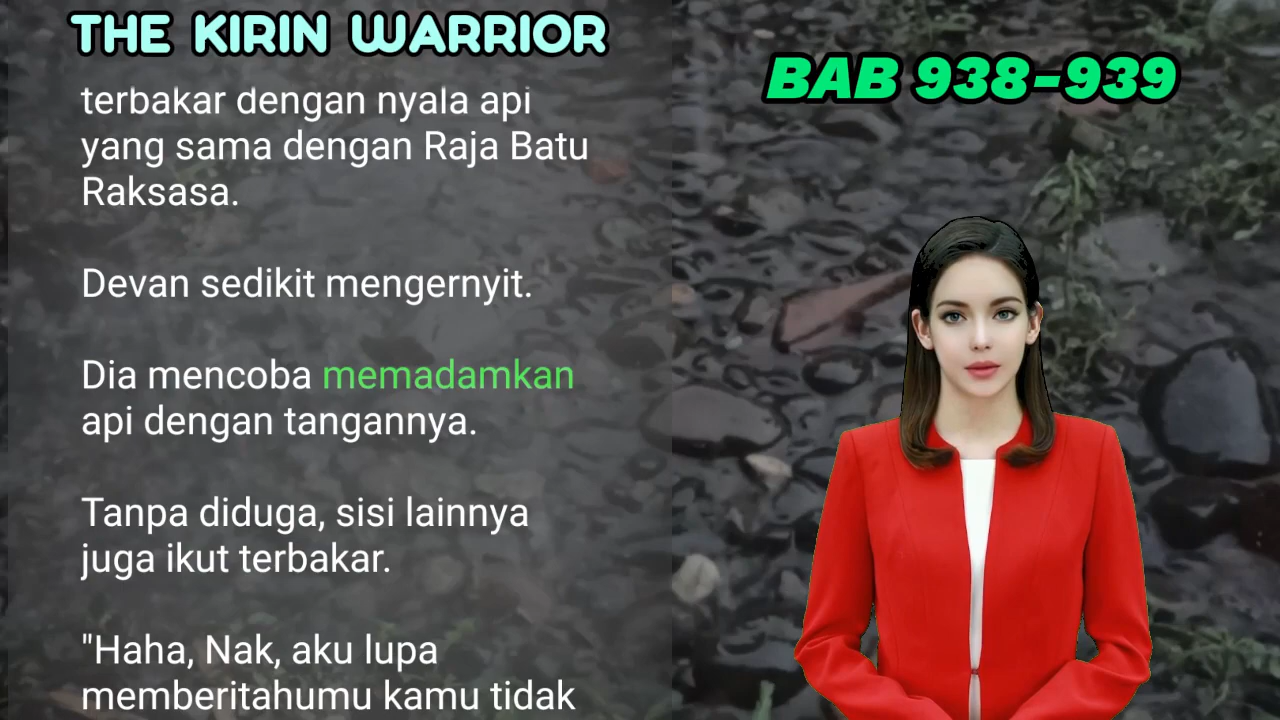 THE KIRIN WARRIOR
BAB 938-939
terbakar dengan nyala api
yang sama dengan Raja Batu
Raksasa.
Devan sedikit mengernyit.
Dia mencoba memadamkan
api dengan tangannya.
Tanpa diduga, sisi lainnya
juga ikut terbakar.
"Haha, Nak, aku lupa
memberitahumu kamu tidak